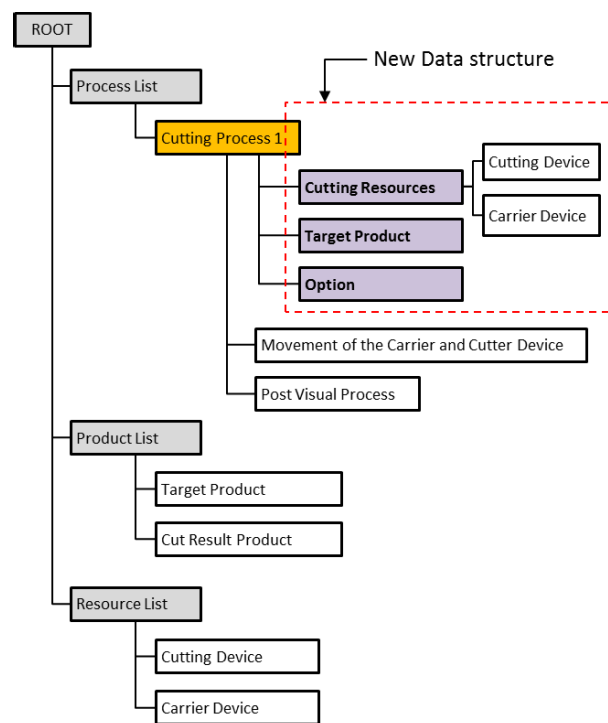 ROOT
New Data structure
Process List
Cutting Process 1
Cutting Device
Cutting Resources
Carrier Device
Target Product
Option
Movement of the Carrier and Cutter Device
Post Visual Process
Product List
Target Product
Cut Result Product
Resource List
Cutting Device
Carrier Device